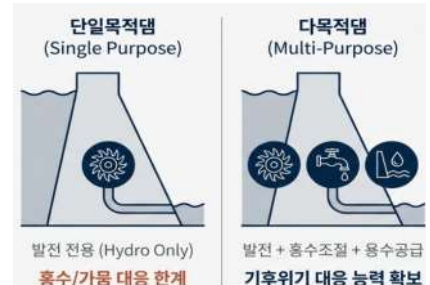 단일목적댐
(Single Purpose)
발전 전용 (Hydro Only)
홍수/가뭄 대응 한계
다목적댐
(Multi-Purpose)
발전 + 홍수조절 + 용수공급
기후위기 대응 능력 확보